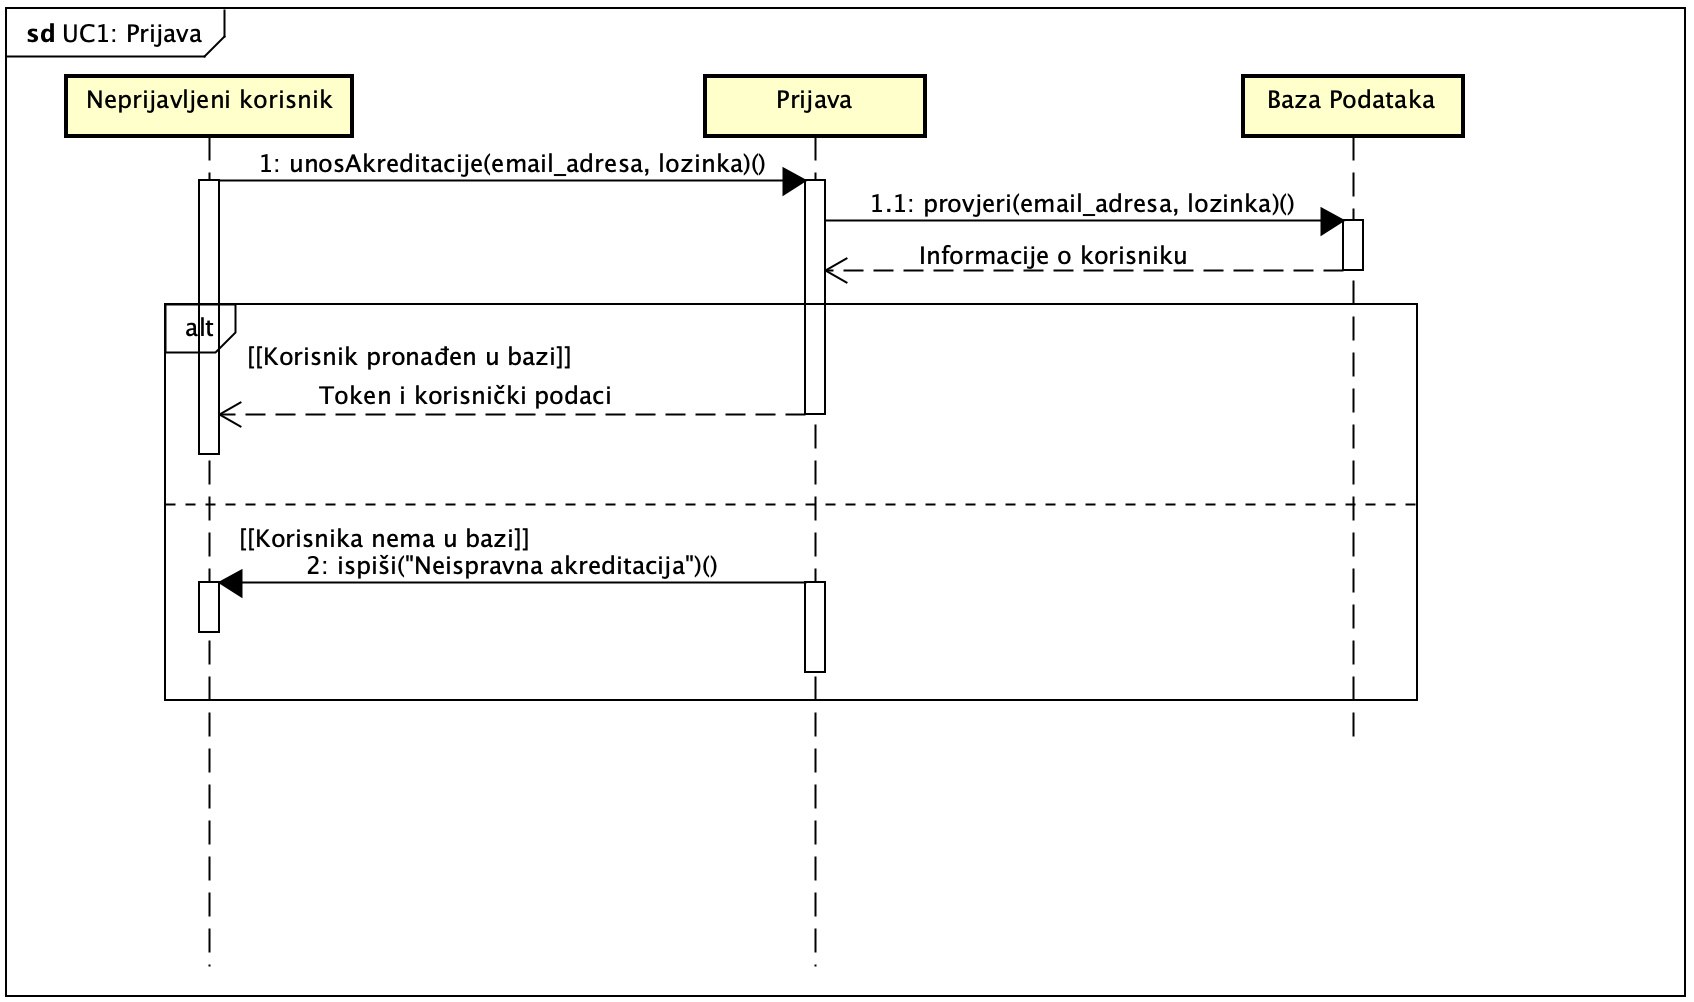 sd UC1: Prijava
Neprijavljeni korisnik
Prijava
Baza Podataka
1: unosAkreditacije(email_adresa, lozinka)()
1.1: provjeri(email_adresa, lozinka)()
Informacije o korisniku
alt
[[Korisnik pronađen u bazi]]
Token i korisnički podaci
[[Korisnika nema u bazi]]
2: ispiši("Neispravna akreditacija")()